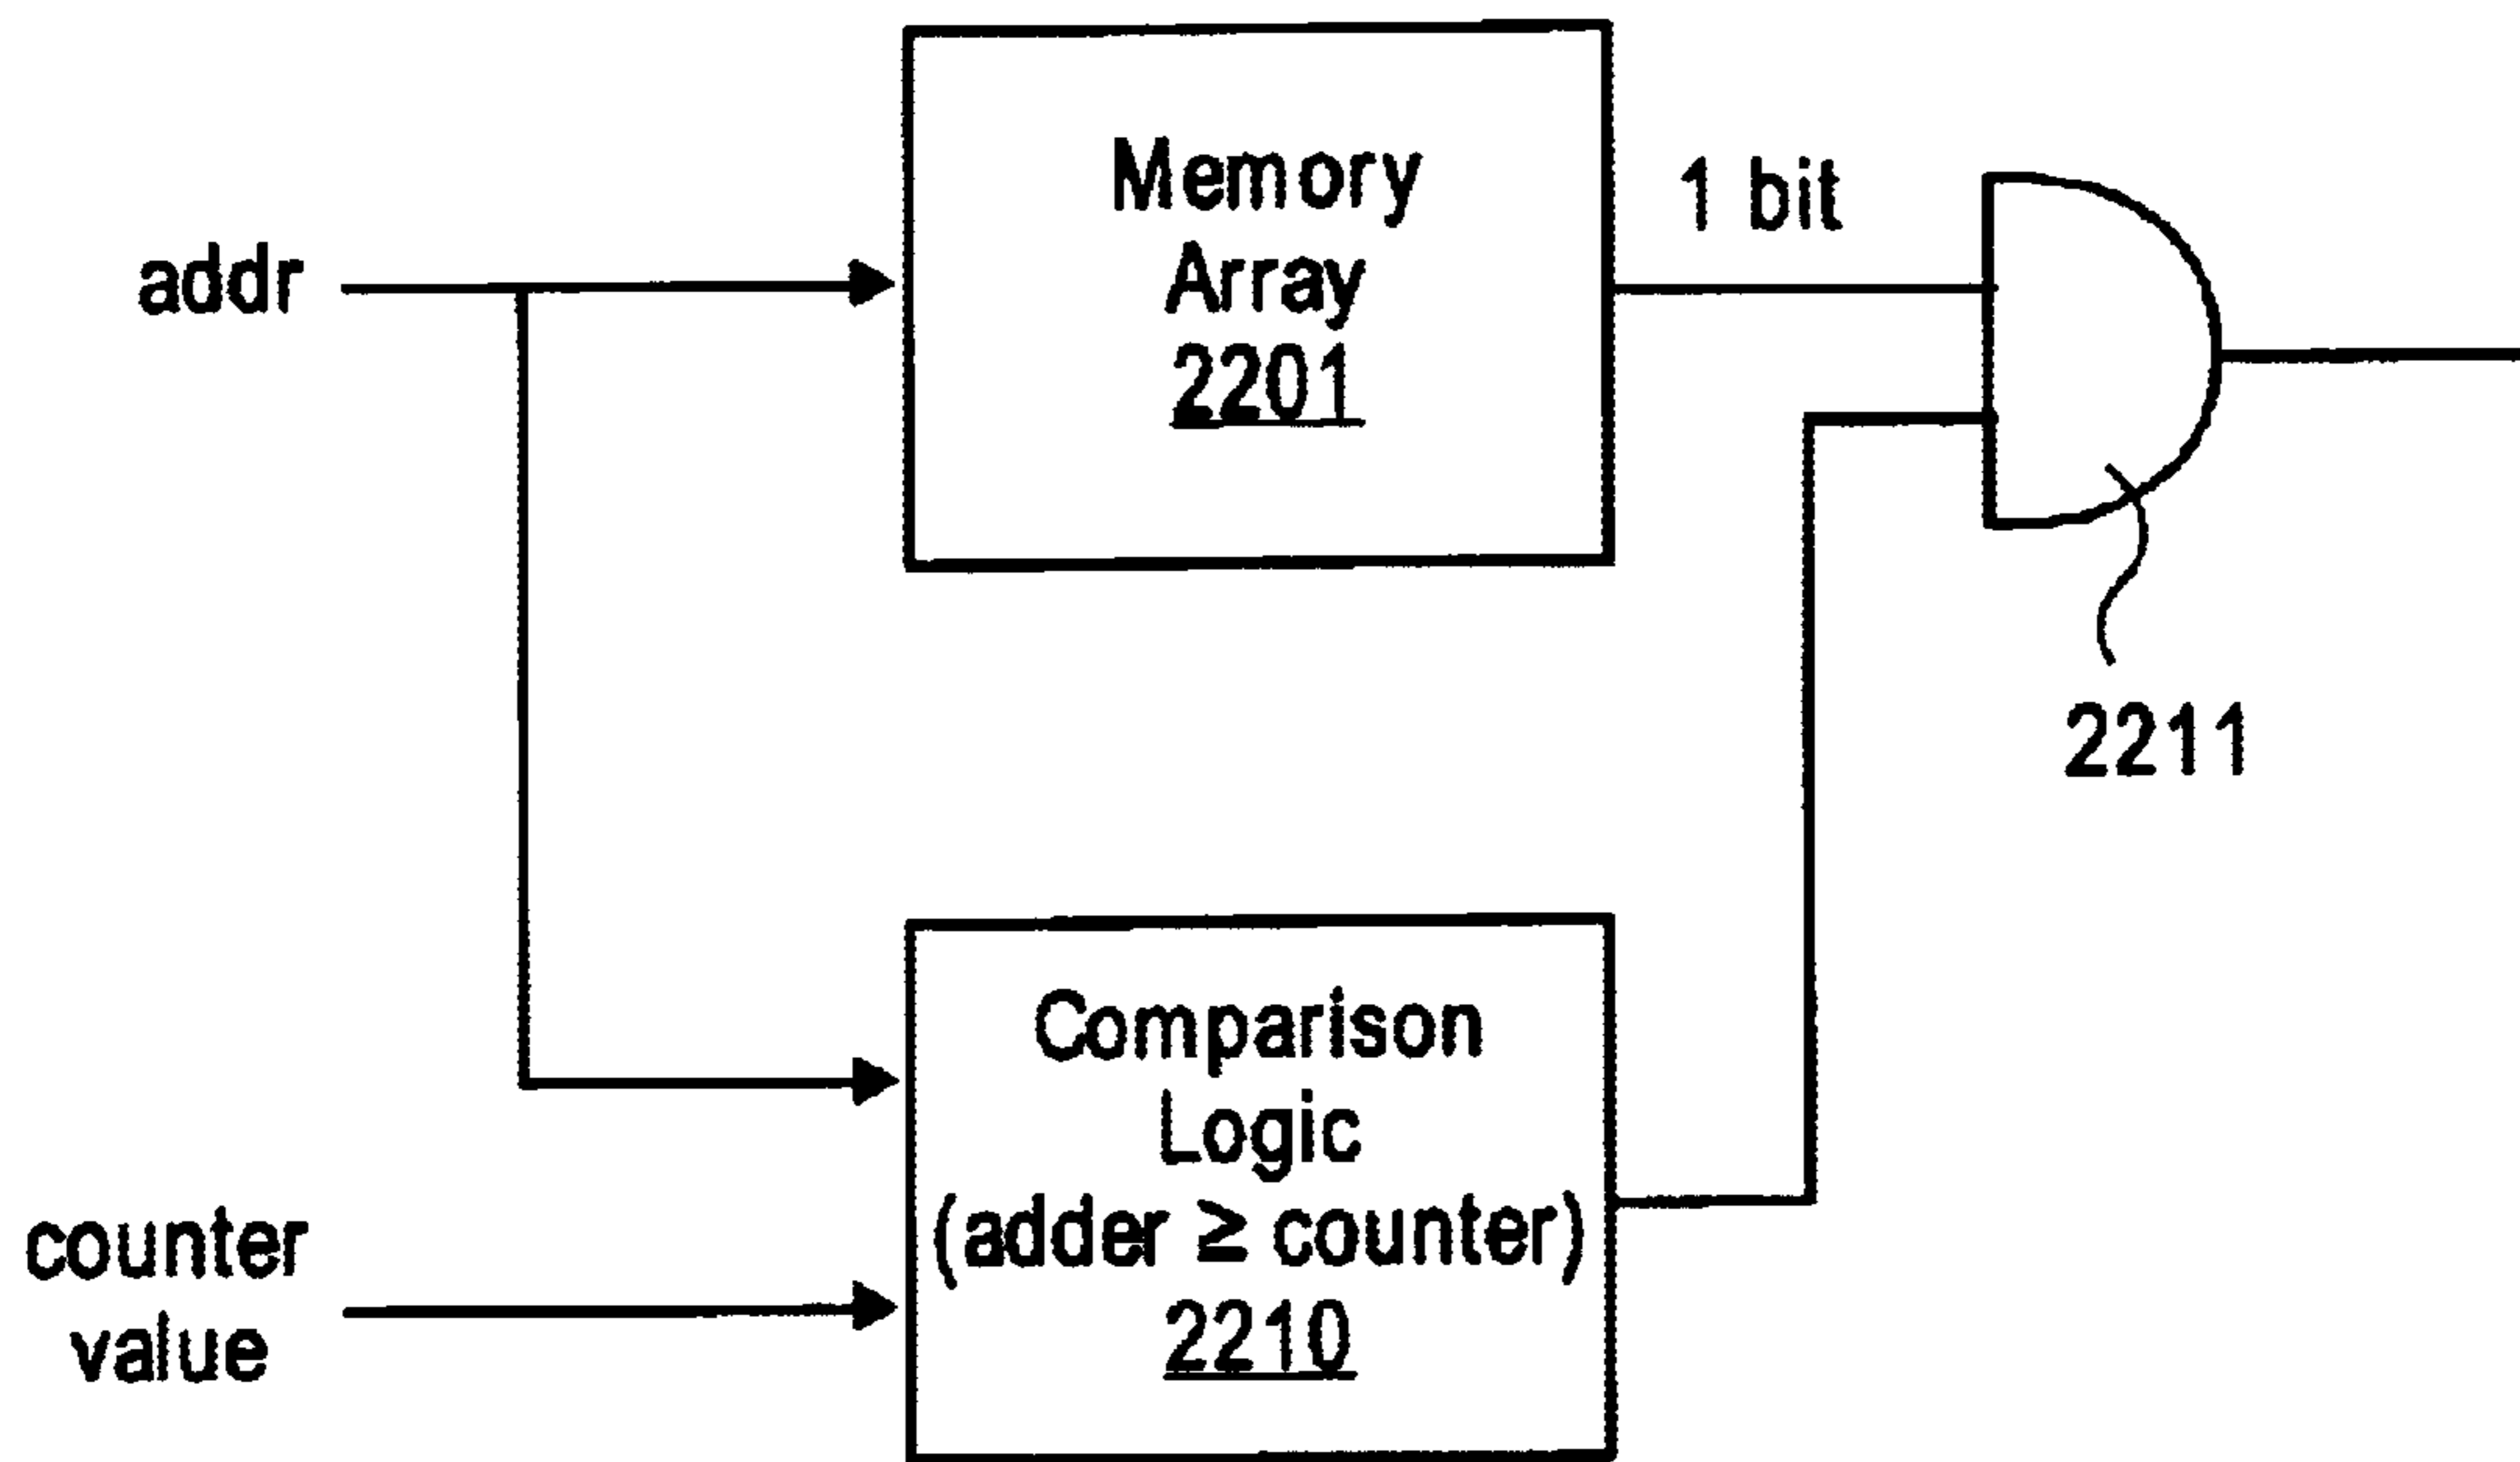 addr
Memory
Array
2201
1 bit
2211
counter
value
Comparison
Logic
(adder ≥ counter)
2210